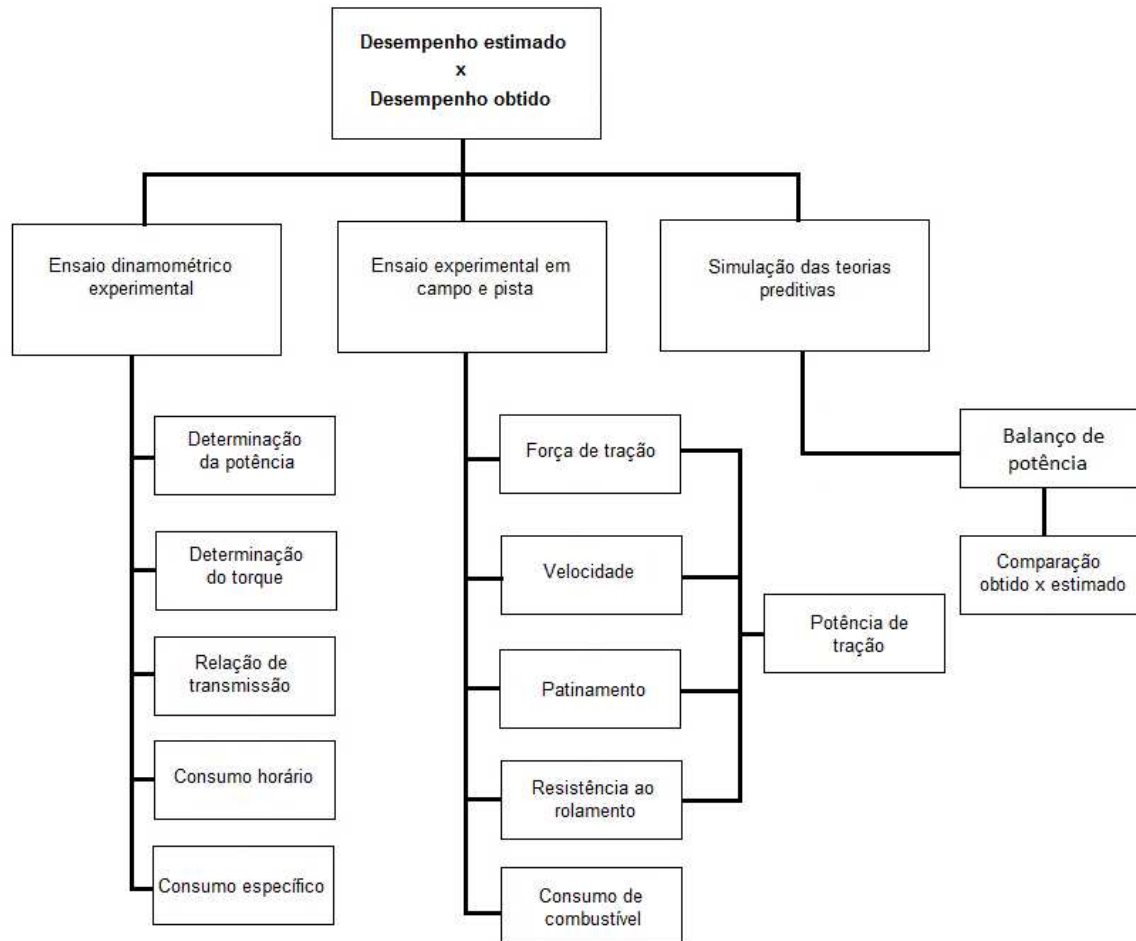 Desempenho estimado
x
Desempenho obtido
Ensaio dinamométrico
experimental
Ensaio experimental em
campo e pista
Simulação das teorias
preditivas
Determinação
da potência
Determinação
do torque
Relação de
transmissão
Consumo horário
Consumo específico
Força de tração
Velocidade
Patinamento
Resistência ao
rolamento
Consumo de
combustível
Potência de
tração
Balanço de
potência
Comparação
obtido x estimado